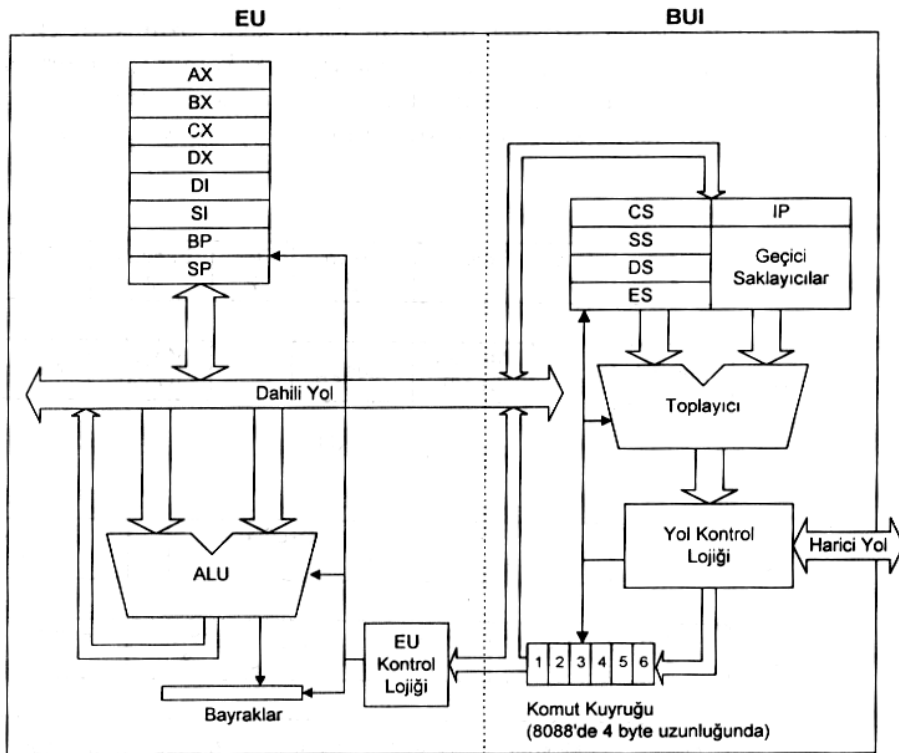 EU
BUI
AX
BX
CX
DX
DI
SI
BP
SP
CS
IP
SS
DS
ES
Geçici
Saklayıcılar
Dahili Yol
Toplayıcı
ALU
Yol Kontrol
Lojiği
Harici Yol
EU
Kontrol
Lojiği
1 2 3 4 5 6
Bayraklar
Komut Kuyruğu
(8088'de 4 byte uzunluğunda)